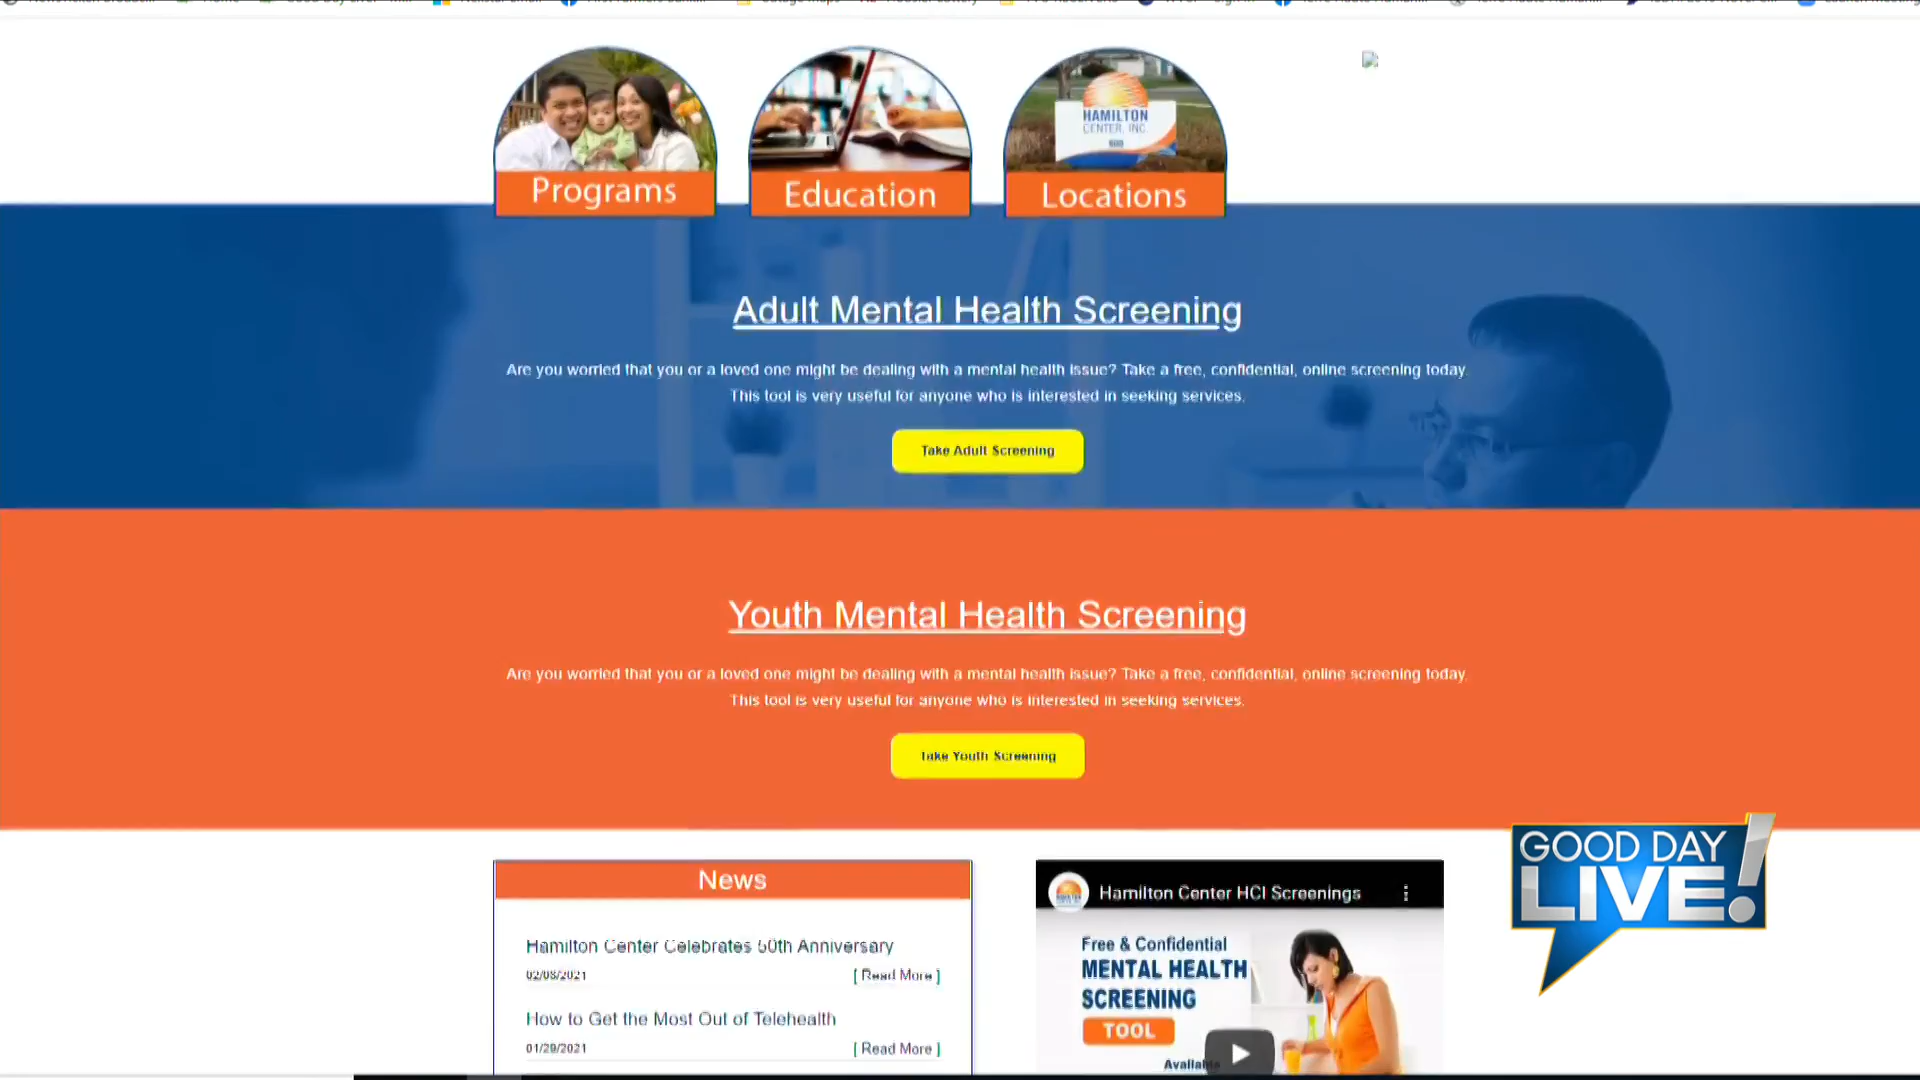 HAMILTON
CENTER, INC.
Programs
Education
Locations
Adult Mental Health Screening
Are you worried that you or a loved one might be dealing with a mental health issue? Take a free, confidential, online screening today.
This tool is very useful for anyone who is interested in seeking services.
Take Adult Screening
Youth Mental Health Screening
Are you worried that you or a loved one might be dealing with a mental health issue? Take a free, confidential, online screening today.
This tool is very useful for anyone who is interested in seeking services.
Take Youth Screening
GOOD DAY
LIVE!
News
Hamilton Center Celebrates 50th Anniversary
02/08/2021 [ Read More ]
How to Get the Most Out of Telehealth
01/29/2021 [ Read More ]
Hamilton Center HCI Screenings
Free & Confidential
MENTAL HEALTH
SCREENING
TOOL